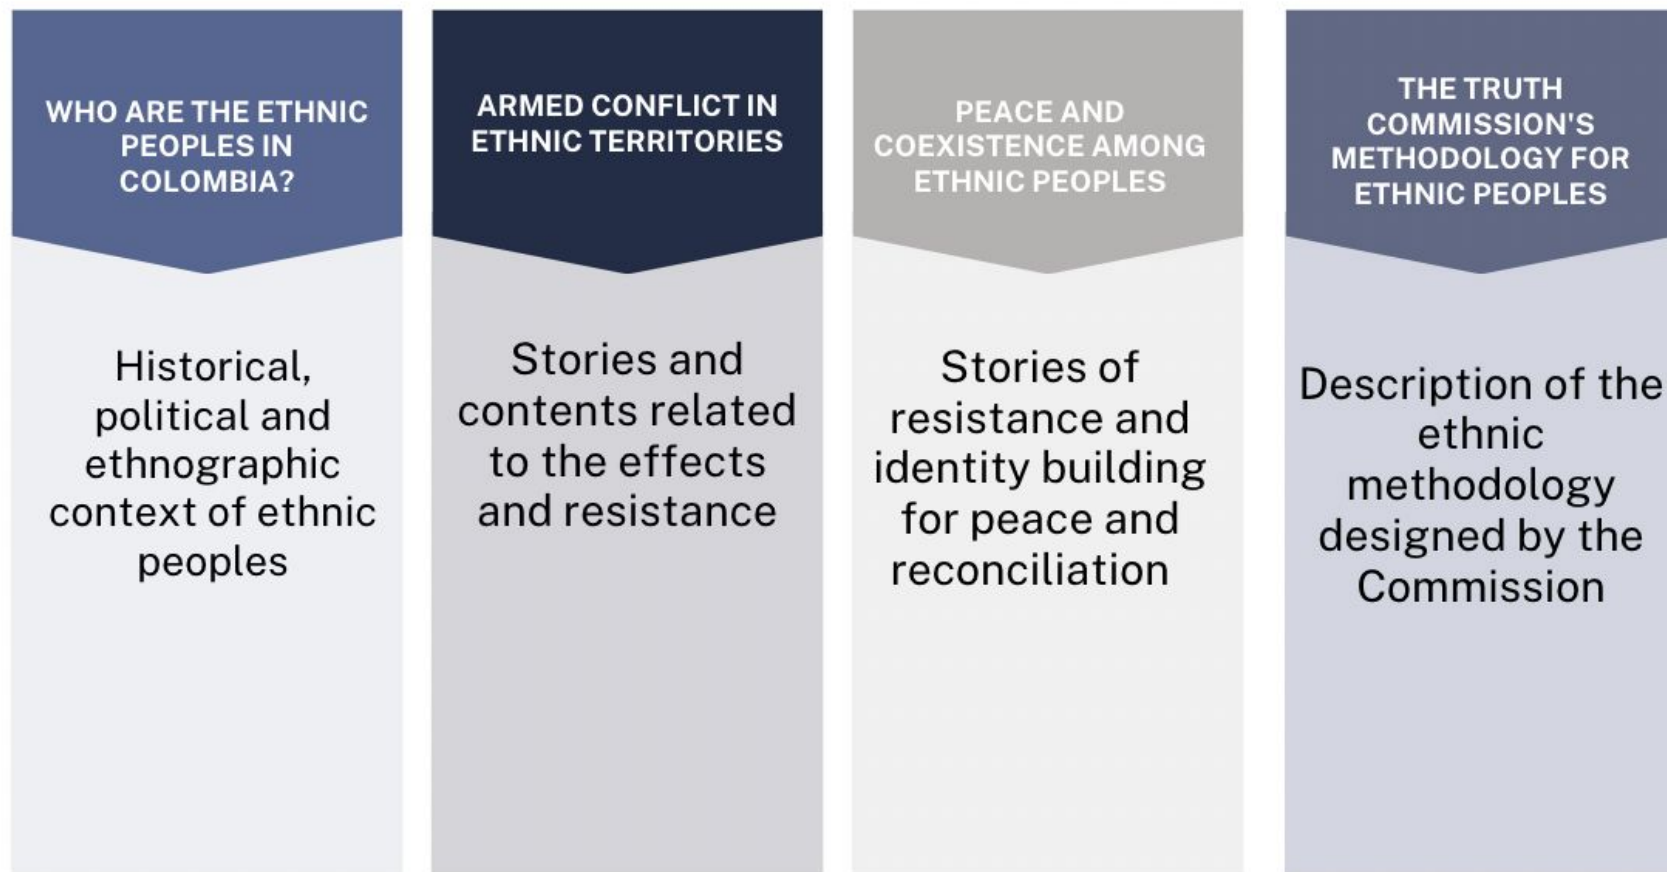 WHO ARE THE ETHNIC
PEOPLES IN
COLOMBIA?
Historical,
political and
ethnographic
context of ethnic
peoples
ARMED CONFLICT IN
ETHNIC TERRITORIES
Stories and
contents related
to the effects
and resistance
PEACE AND
COEXISTENCE AMONG
ETHNIC PEOPLES
Stories of
resistance and
identity building
for peace and
reconciliation
THE TRUTH
COMMISSION'S
METHODOLOGY FOR
ETHNIC PEOPLES
Description of the
ethnic
methodology
designed by the
Commission